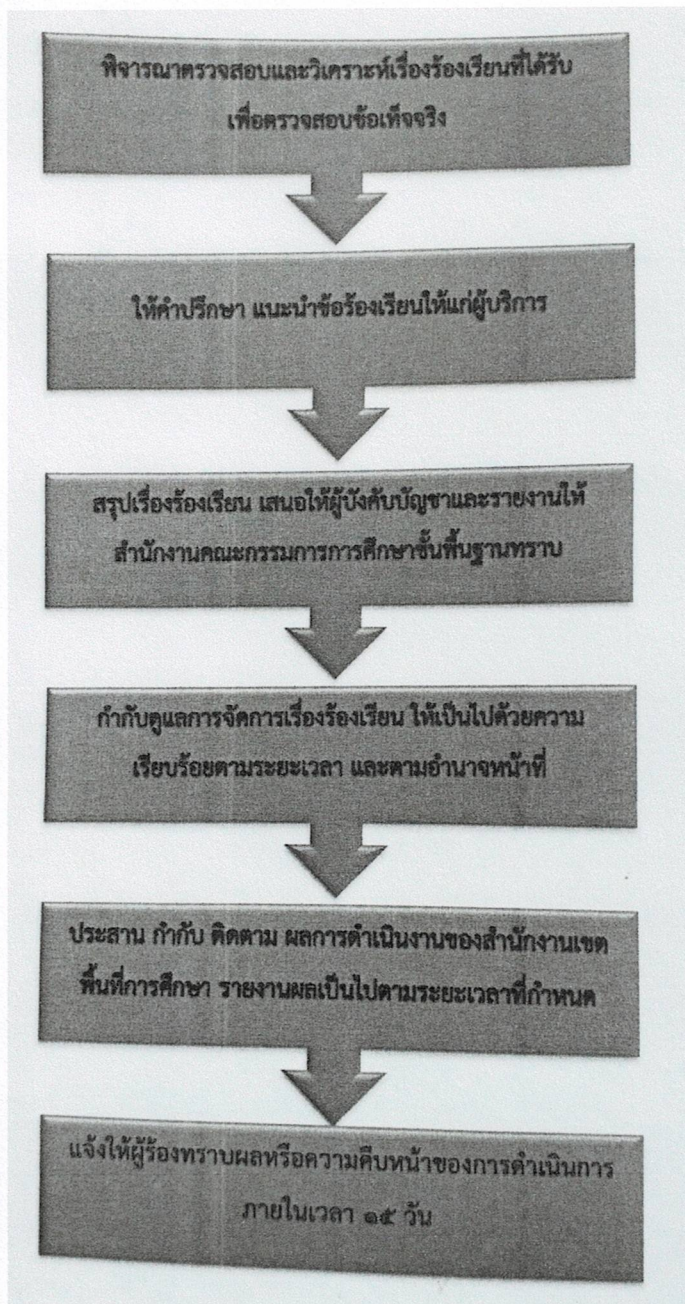 พิจารณาตรวจสอบและวิเคราะห์เรื่องร้องเรียนที่ได้รับ
เพื่อตรวจสอบข้อเท็จจริง
ให้คำปรึกษา แนะนำข้อร้องเรียนให้แก่ผู้บริการ
สรุปเรื่องร้องเรียน เสนอให้ผู้บังคับบัญชาและรายงานให้
สำนักงานคณะกรรมการการศึกษาขั้นพื้นฐานทราบ
กำกับดูแลการจัดการเรื่องร้องเรียน ให้เป็นไปด้วยความ
เรียบร้อยตามระยะเวลา และตามอำนาจหน้าที่
ประสาน กำกับ ติดตาม ผลการดำเนินงานของสำนักงานเขต
พื้นที่การศึกษา รายงานผลเป็นไปตามระยะเวลาที่กำหนด
แจ้งให้ผู้ร้องทราบผลหรือความคืบหน้าของการดำเนินการ
ภายในเวลา ๑๕ วัน